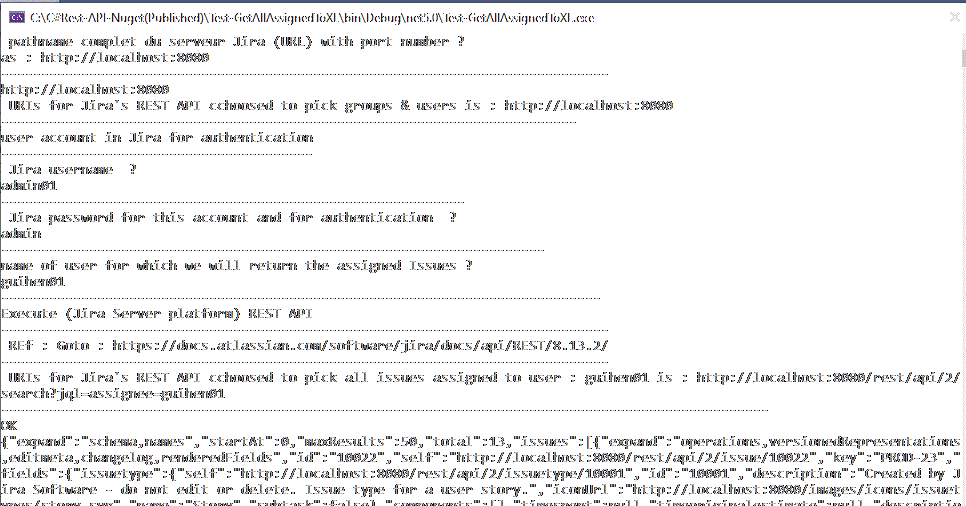 C:\C#Rest-API-Nuget(Published)\Test-GetAllAssignedToXL\bin\Debug\net5.0\Test-GetAllAssignedToXL.exe
pathname complet du serveur Jira (URL) with port number ?
as : http://localhost:8080
http://localhost:8080
URIs for Jira's REST API cchoosed to pick groups & users is : http://localhost:8080
user account in Jira for authentication
Jira username ?
admin01
Jira password for this account and for authentication ?
admin
name of user for which we will return the assigned Issues ?
guihen01
Execute (Jira Server platform) REST API
REf : Goto : https://docs.atlassian.com/software/jira/docs/api/REST/8.13.2/
URIs for Jira's REST API cchoosed to pick all issues assigned to user : guihen01 is : http://localhost:8080/rest/api/2/
search?jql=assignee=guihen01
OK
{"expand":"schema,names","startAt":0,"maxResults":50,"total":13,"issues":[{"expand":"operations,versionedRepresentations
,editmeta,changelog,renderedFields","id":"10022","self":"http://localhost:8080/rest/api/2/issue/10022","key":"PROD-23","
fields":{"issuetype":{"self":"http://localhost:8080/rest/api/2/issuetype/10001","id":"10001","description":"Created by J
ira Software - do not edit or delete. Issue type for a user story.","iconUrl":"http://localhost:8080/images/icons/issuet